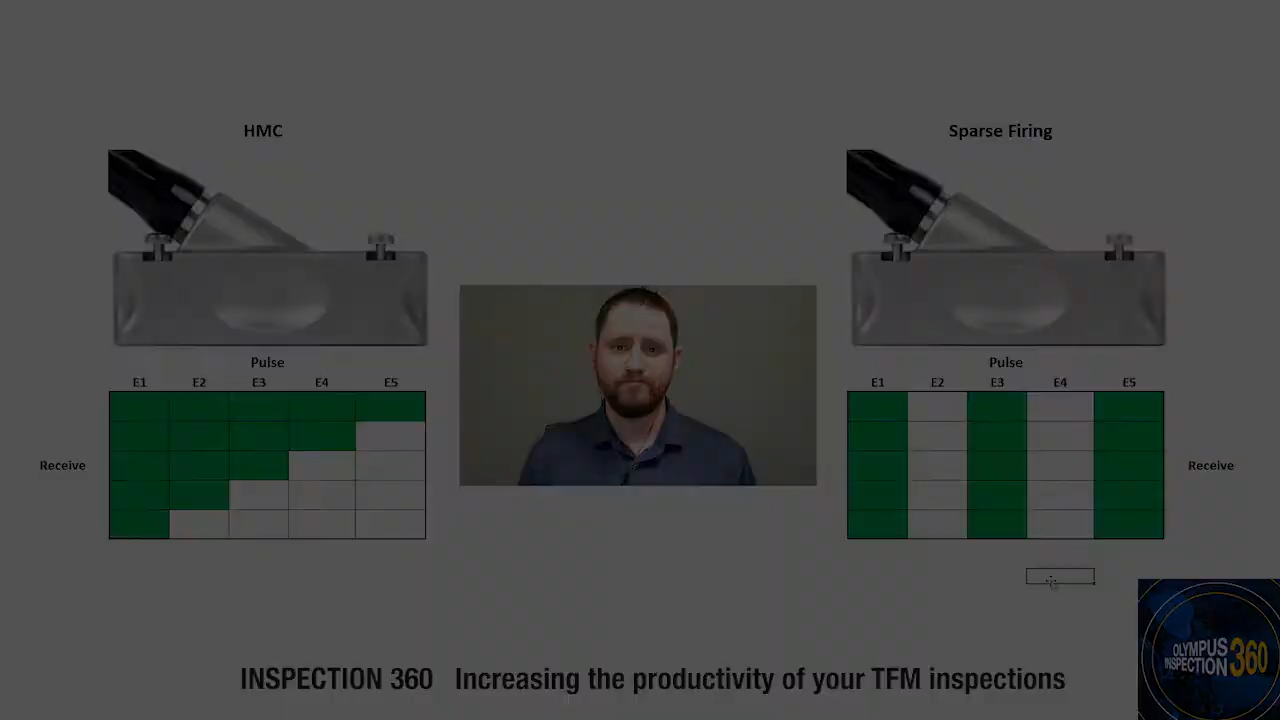 HMC
Sparse Firing
Pulse
E1 E2 E3 E4 E5
Receive
Pulse
E1 E2 E3 E4 E5
Receive
INSPECTION 360 Increasing the productivity of your TFM inspections
OLYMPUS
INSPECTION 360